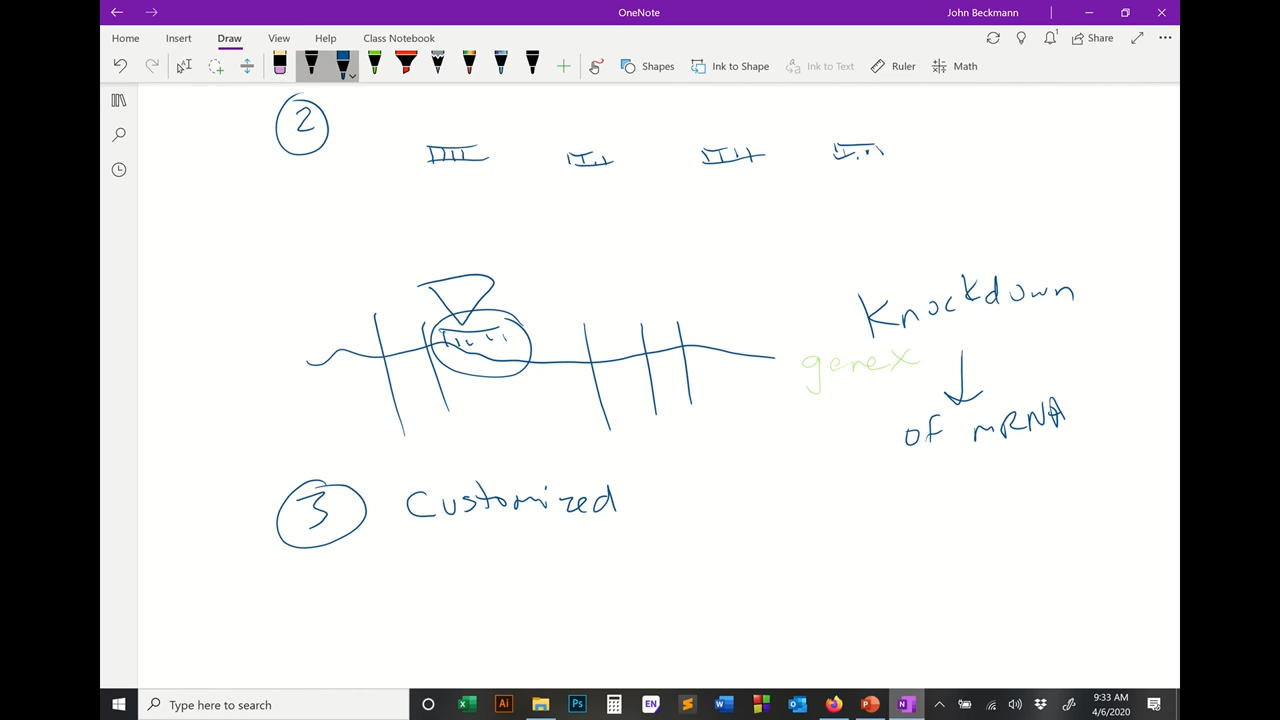 OneNote
John Beckmann
Home Insert Draw View Help Class Notebook
Share
Shapes Ink to Shape Ink to Text Ruler Math
2
Knockdown
genex
of mRNA
3 Customized
Type here to search
9:33 AM
4/6/2020